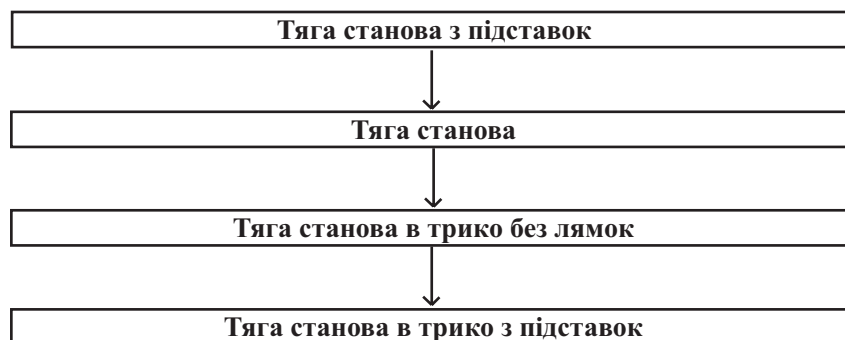 Тяга станова з підставок
Тяга станова
Тяга станова в трико без лямок
Тяга станова в трико з підставок